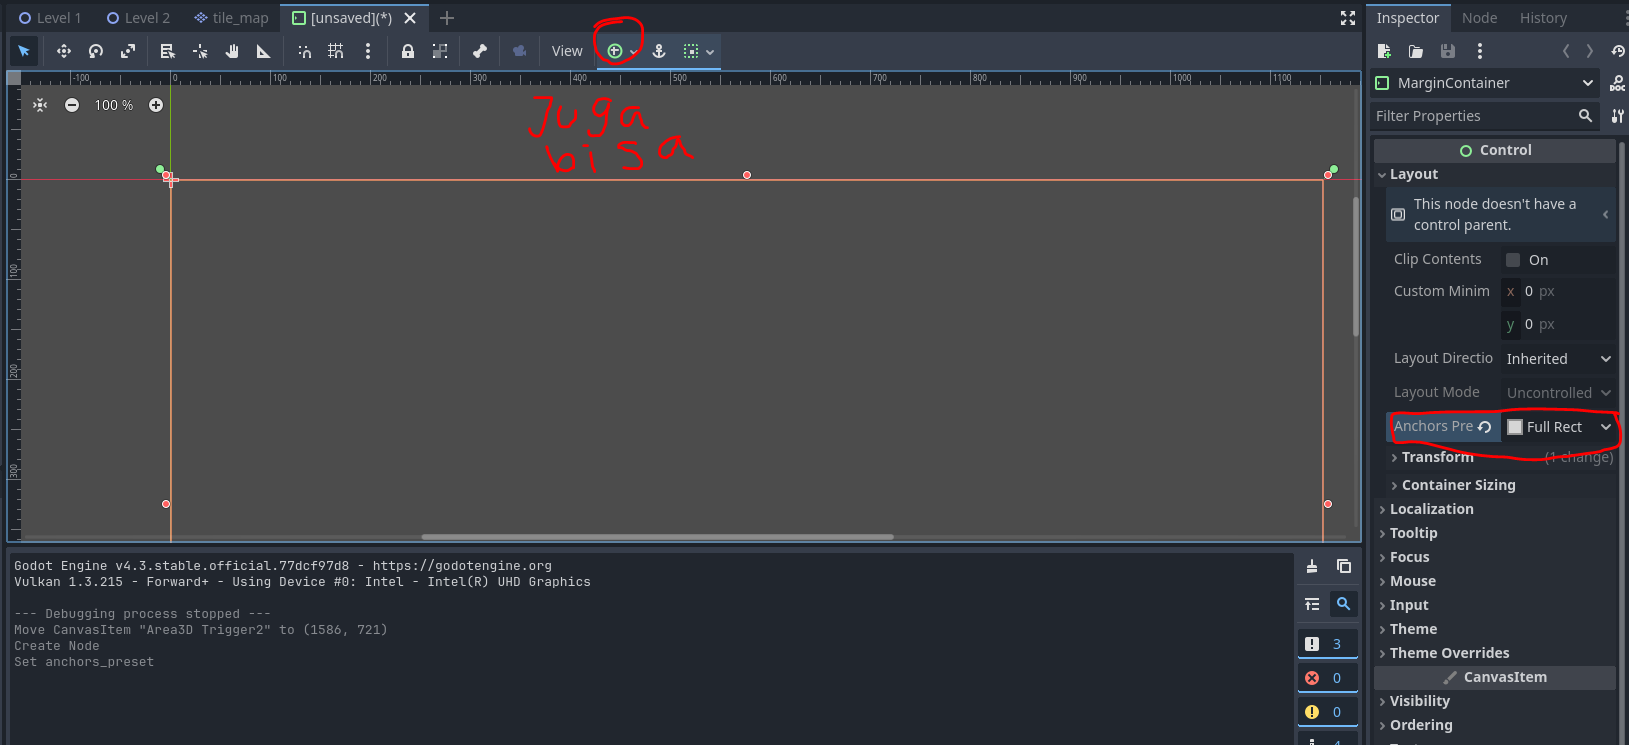 Level 1
Level 2
tile_map
[unsaved](*)
View
-100
0
100
200
300
400
500
600
700
800
900
1000
1100
100 %
Juga
bisa
0
100
200
300
Godot Engine v4.3.stable.official.77dcf97d8 - https://godotengine.org
Vulkan 1.3.215 - Forward+ - Using Device #0: Intel - Intel(R) UHD Graphics
--- Debugging process stopped ---
Move CanvasItem "Area3D Trigger2" to (1586, 721)
Create Node
Set anchors_preset
3
0
0
Inspector
Node
History
MarginContainer
DOC
Filter Properties
Control
Layout
This node doesn't have a
control parent.
Clip Contents
On
Custom Minim
x 0 px
y 0 px
Layout Directio
Inherited
Layout Mode
Uncontrolled
Anchors Pre
Full Rect
Transform
(1 change)
Container Sizing
Localization
Tooltip
Focus
Mouse
Input
Theme
Theme Overrides
CanvasItem
Visibility
Ordering